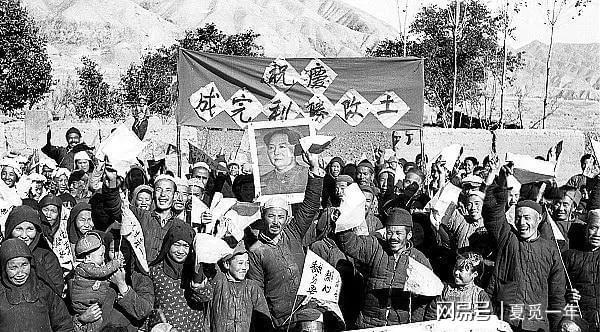 慶祝
土改勝利完成
网易号 | 夏觅一年